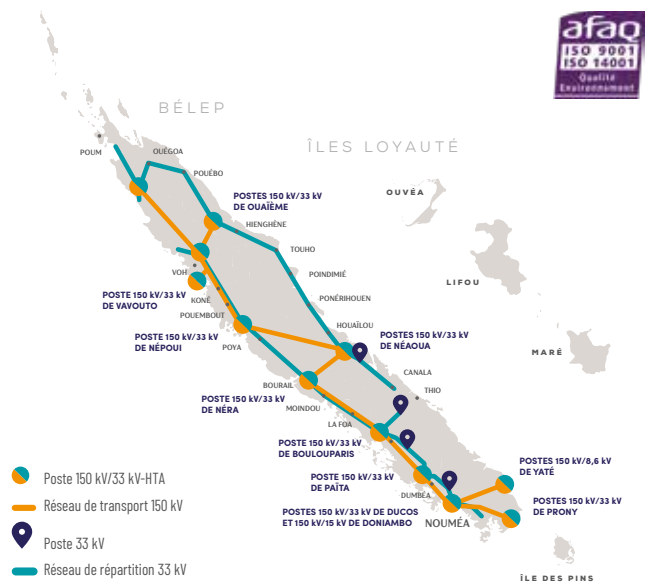 afaq
ISO 9001
ISO 14001
Qualité
Environnement
BÉLEP
ÎLES LOYAUTÉ
POUM
OUÉGOA
POUÉBO
OUVÉA
POSTES 150 kV/33 kV
DE OUAÏÈME
HIENGHÈNE
TOUHO
LIFOU
VOH
POINDIMIÉ
KONÉ
POSTE 150 kV/33 kV
DE VAVOUTO
PONÉRIHOUEN
POUEMBOUT
HOUAÏLOU
POSTE 150 kV/33 kV
DE NÉPOUI
POYA
POSTES 150 kV/33 kV
DE NÉAOUA
MARÉ
CANALA
THIO
BOURAIL
POSTE 150 kV/33 kV
DE NÉRA
MOINDOU
LA FOA
POSTE 150 kV/33 kV
DE BOULOUPARIS
POSTES 150 kV/8,6 kV
DE YATÉ
POSTE 150 kV/33 kV
DE PAÏTA
DUMBÉA
POSTES 150 kV/33 kV
DE PRONY
POSTES 150 kV/33 kV DE DUCOS
ET 150 kV/15 kV DE DONIAMBO
NOUMÉA
ÎLE DES PINS
Poste 150 kV/33 kV-HTA
Réseau de transport 150 kV
Poste 33 kV
Réseau de répartition 33 kV